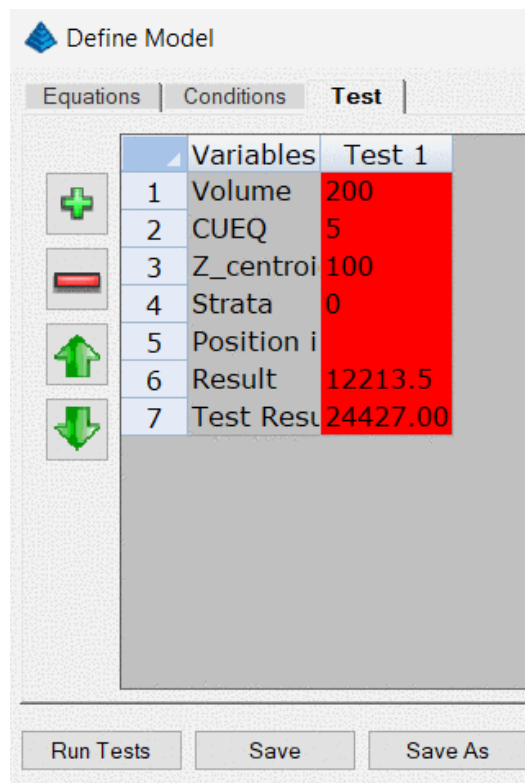 Define Model
Equations Conditions Test
Variables Test 1
1 Volume 200
2 CUEQ 5
3 Z_centroi 100
4 Strata 0
5 Position i
6 Result 12213.5
7 Test Resu 24427.00
Run Tests Save Save As